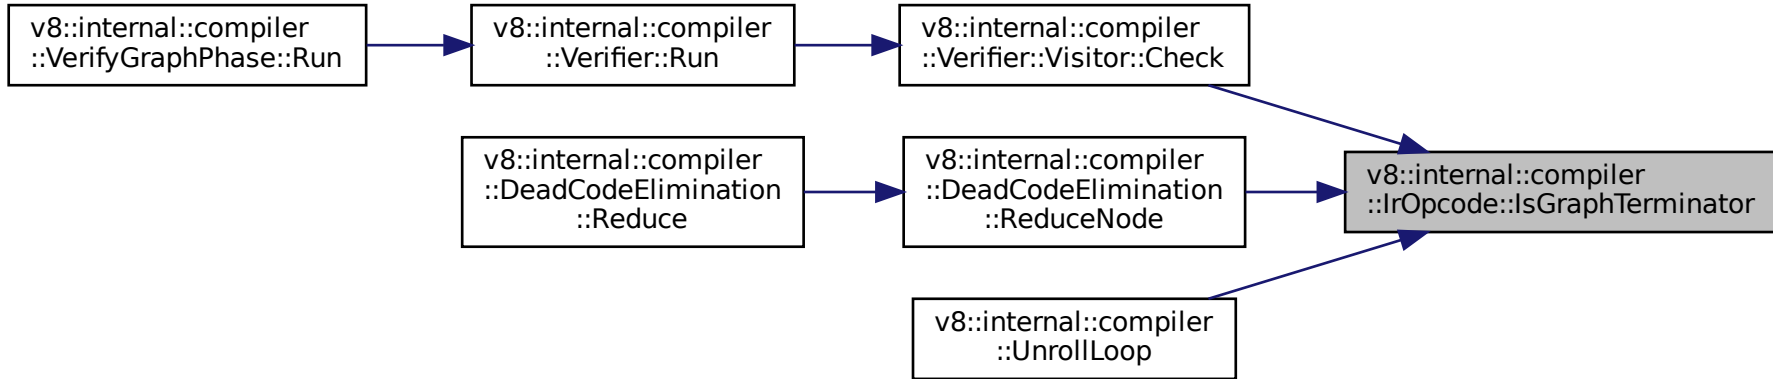 v8::internal::compiler
::VerifyGraphPhase::Run
v8::internal::compiler
::Verifier::Run
v8::internal::compiler
::Verifier::Visitor::Check
v8::internal::compiler
::DeadCodeElimination
::Reduce
v8::internal::compiler
::DeadCodeElimination
::ReduceNode
v8::internal::compiler
::IrOpcode::IsGraphTerminator
v8::internal::compiler
::UnrollLoop